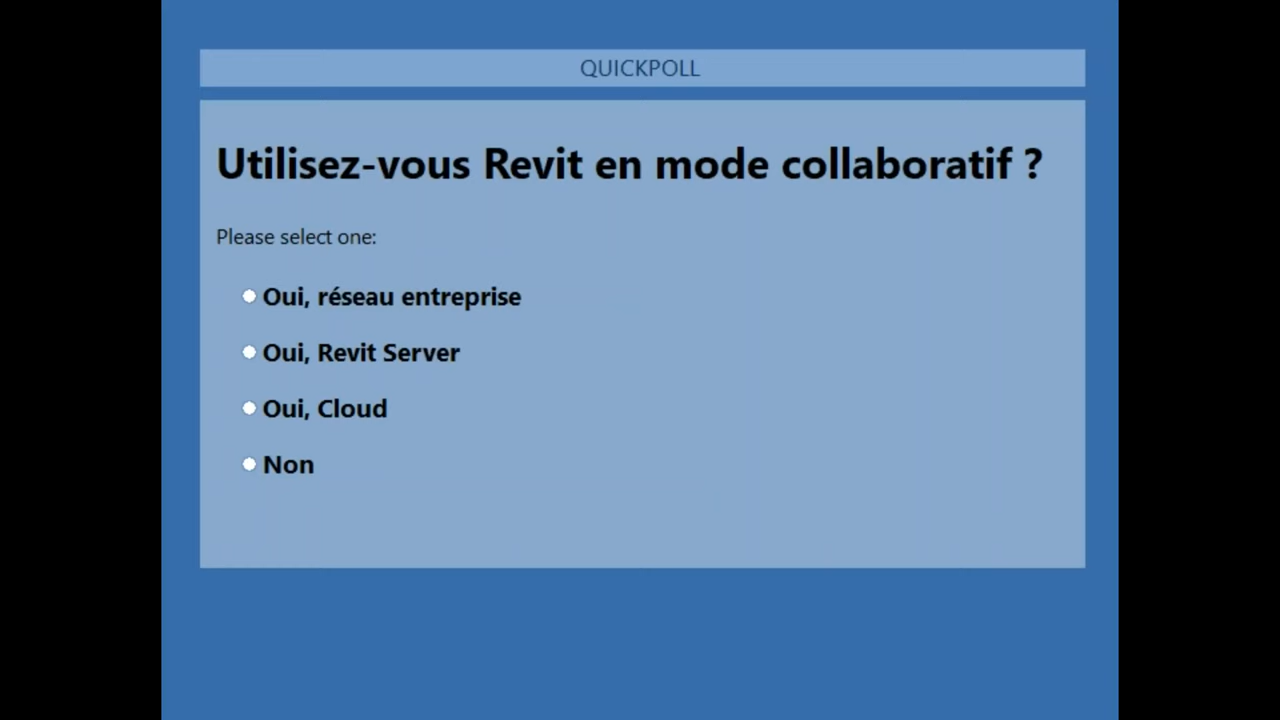 QUICKPOLL
Utilisez-vous Revit en mode collaboratif ?
Please select one:
Oui, réseau entreprise
Oui, Revit Server
Oui, Cloud
Non